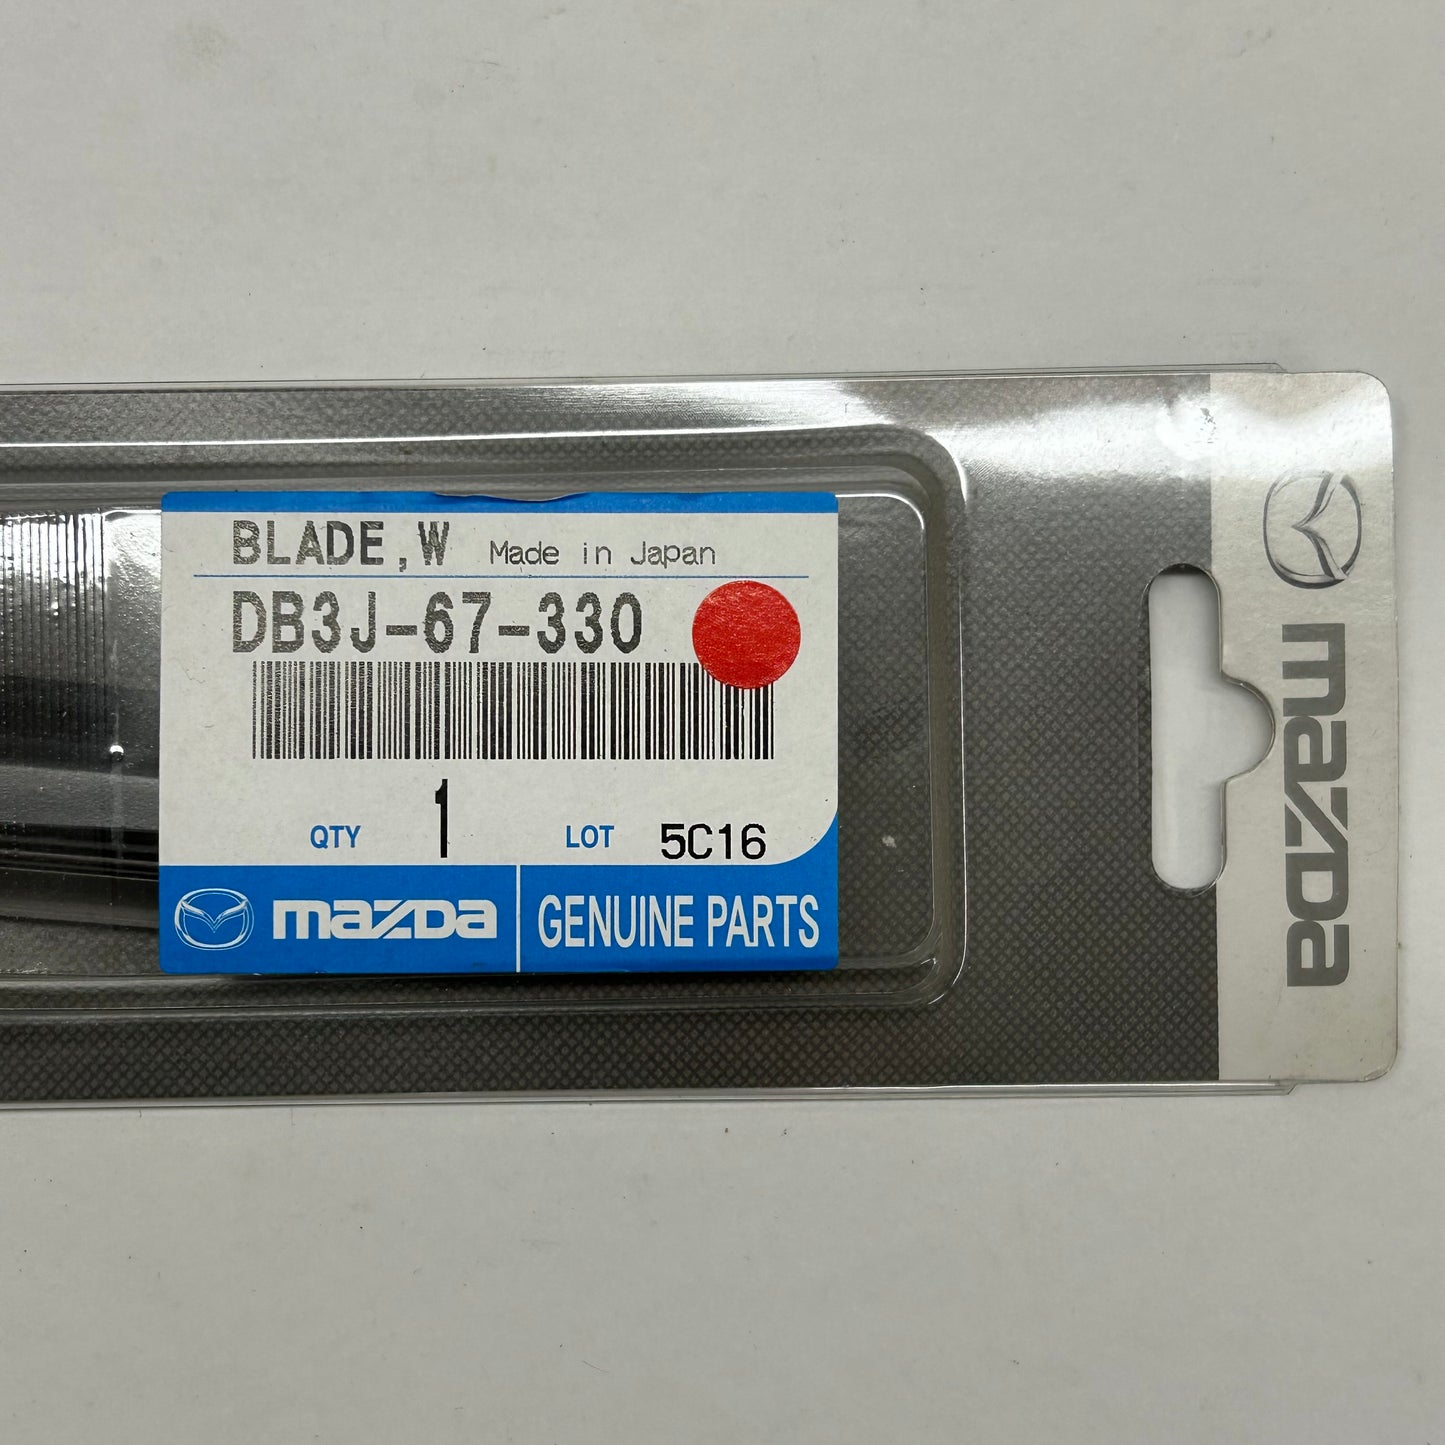 BLADE,W Made in Japan
DB3J-67-330
QTY 1 LOT 5C16
mazda GENUINE PARTS
mazda